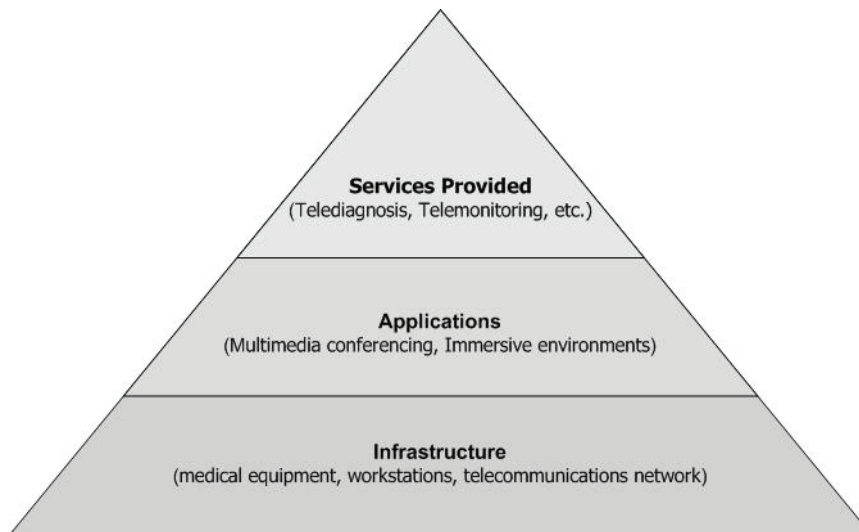 Services Provided
(Telediagnosis, Telemonitoring, etc.)
Applications
(Multimedia conferencing, Immersive environments)
Infrastructure
(medical equipment, workstations, telecommunications network)